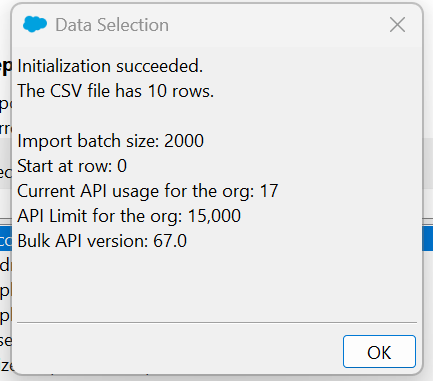 Data Selection
Initialization succeeded.
The CSV file has 10 rows.
Import batch size: 2000
Start at row: 0
Current API usage for the org: 17
API Limit for the org: 15,000
Bulk API version: 67.0
OK